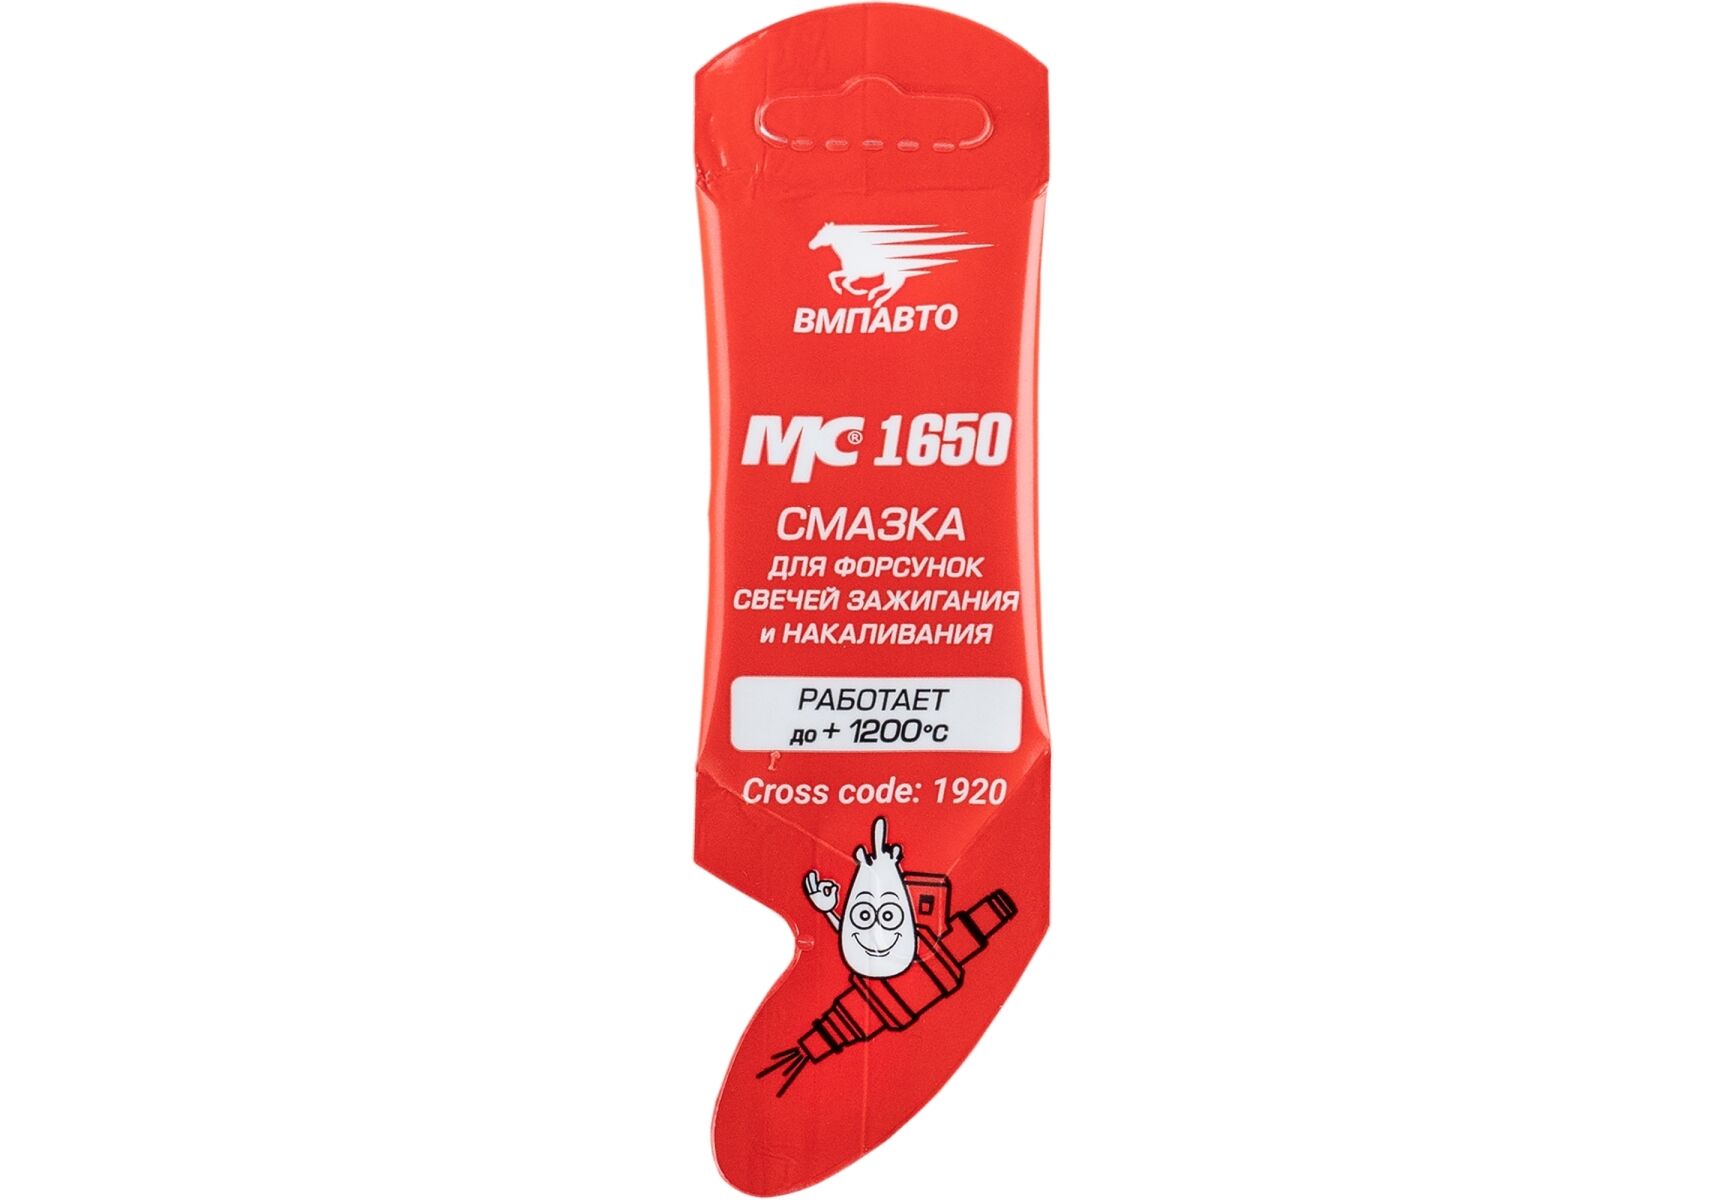 ВМПАВТО
МС® 1650
СМАЗКА
ДЛЯ ФОРСУНОК
СВЕЧЕЙ ЗАЖИГАНИЯ
и НАКАЛИВАНИЯ
РАБОТАЕТ
до + 1200°С
Cross code: 1920